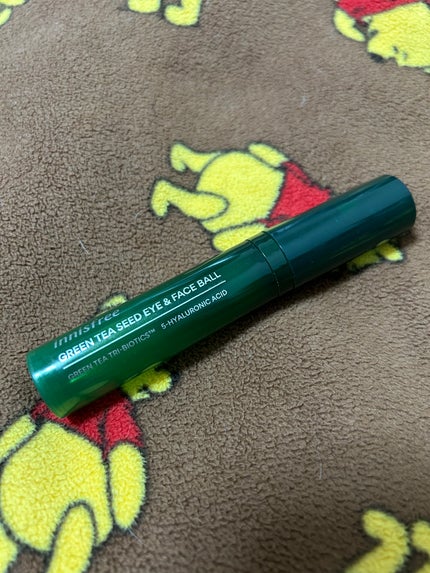 innisfree
GREEN TEA SEED EYE & FACE BALL
GREEN TEA TRI-BIOTICS™ 5-HYALURONIC ACID